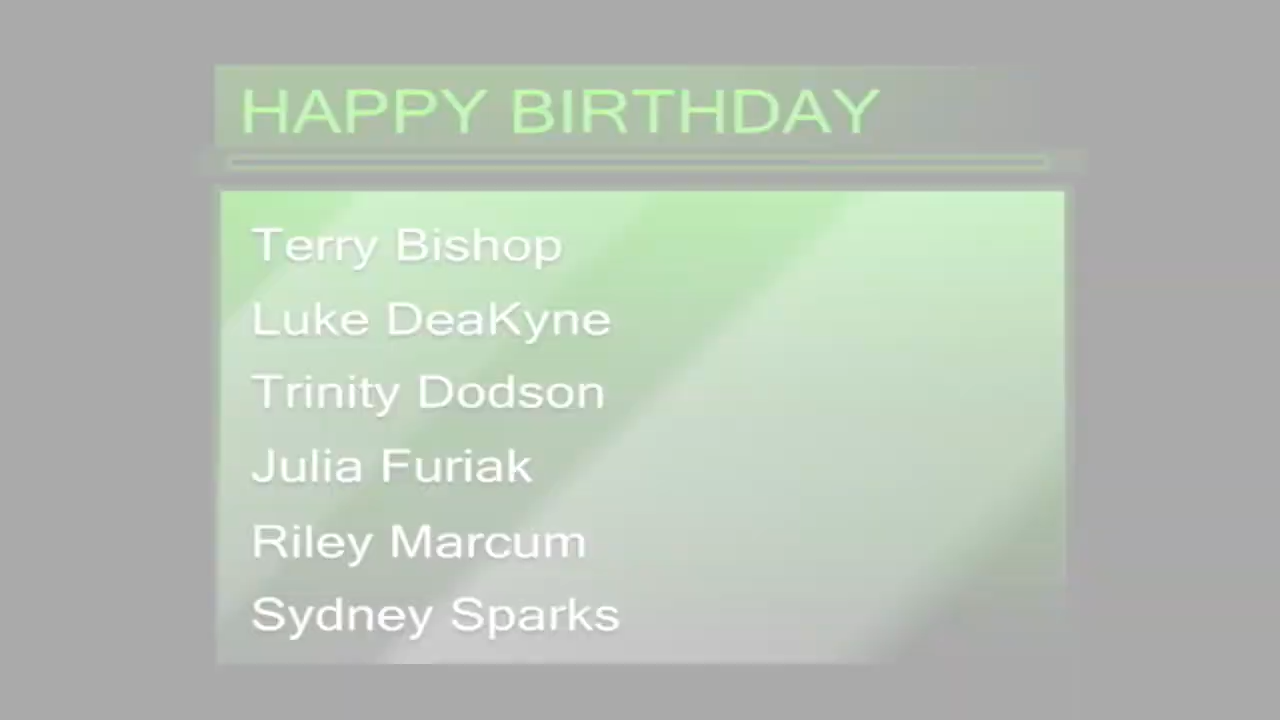 HAPPY BIRTHDAY
Terry Bishop
Luke DeaKyne
Trinity Dodson
Julia Furiak
Riley Marcum
Sydney Sparks